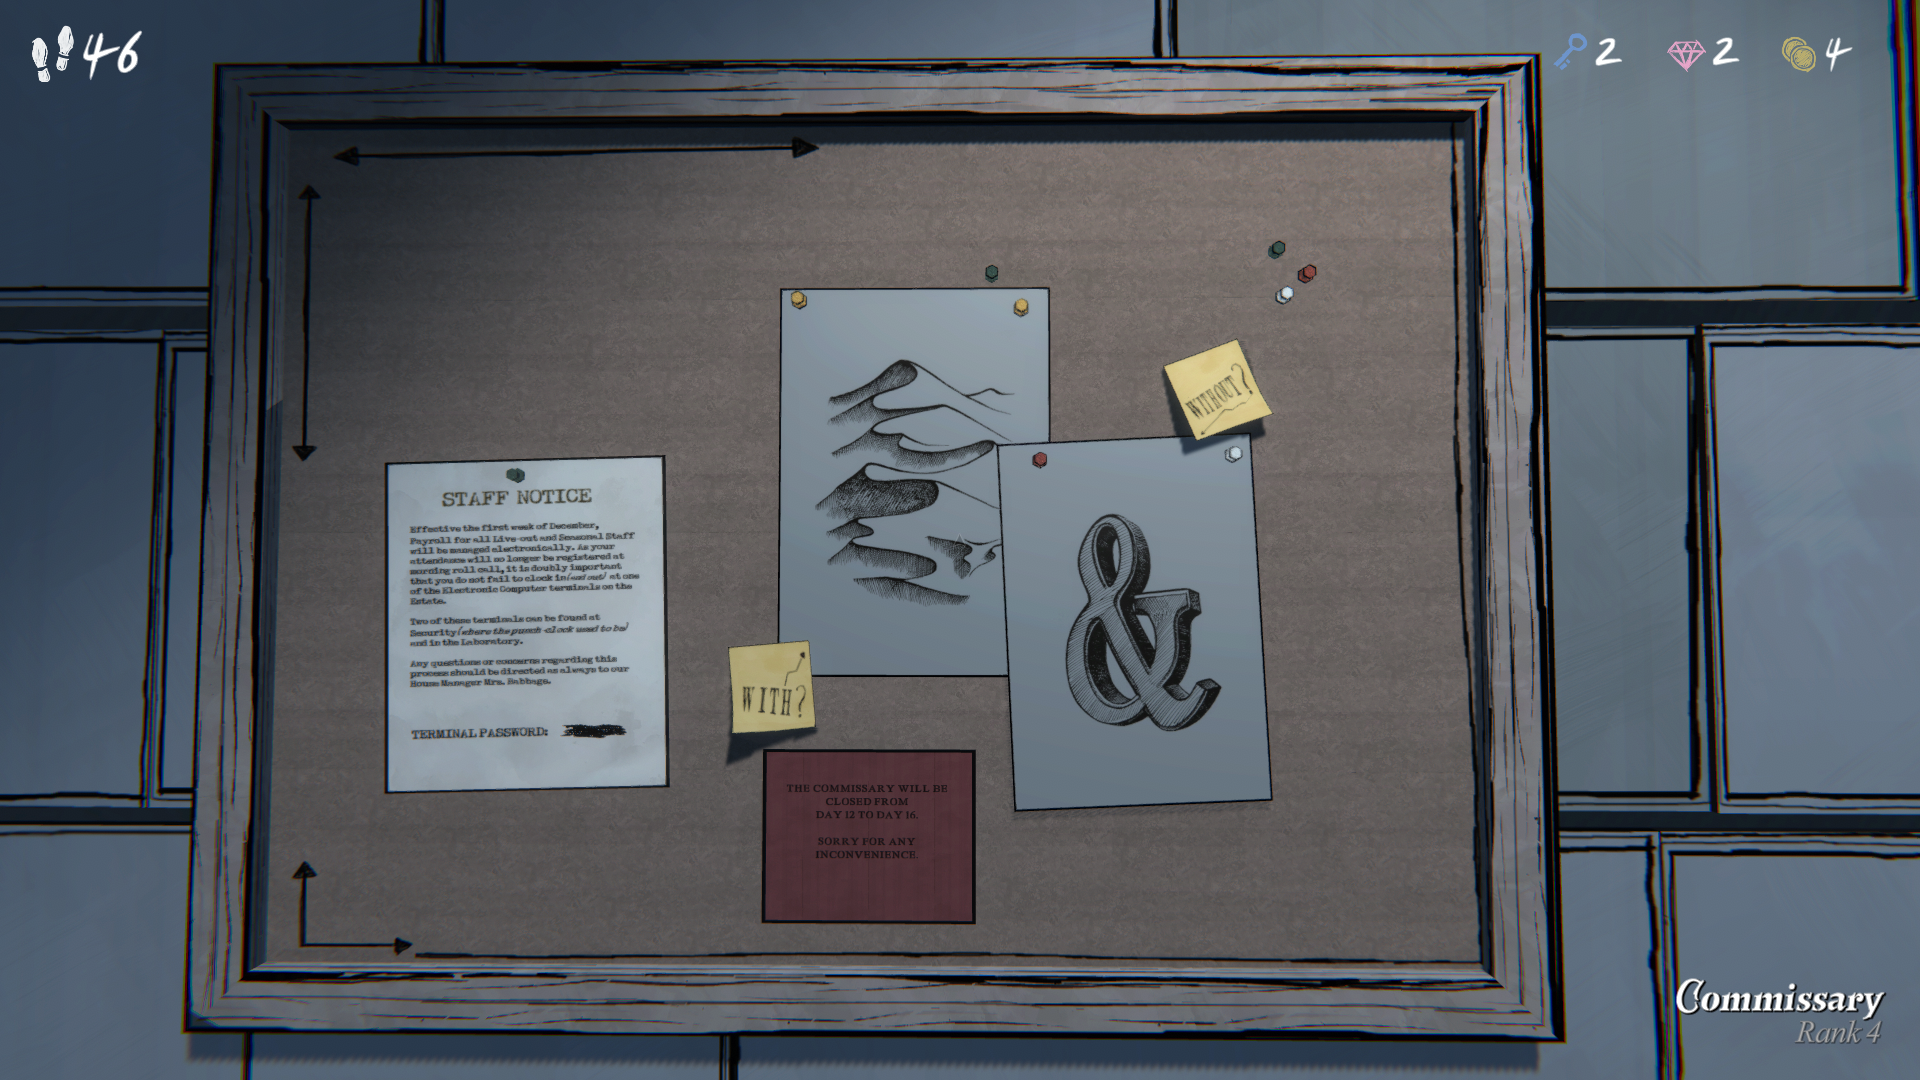 46
2
2
4
WITHOUT?
STAFF NOTICE
Effective the first week of December,
Payroll for all Live-out and Seasonal Staff
will be managed electronically. As your
attendance will no longer be registered at
morning roll call, it is doubly important
that you do not fail to clock in (and out) at one
of the Electronic Computer terminals on the
Estate.
Two of these terminals can be found at
Security (where the punch-clock used to be)
and in the Laboratory.
Any questions or concerns regarding this
process should be directed as always to our
House Manager Mrs. Babbage.
TERMINAL PASSWORD:
&
WITH?
THE COMMISSARY WILL BE
CLOSED FROM
DAY 12 TO DAY 16.
SORRY FOR ANY
INCONVENIENCE.
Commissary
Rank 4